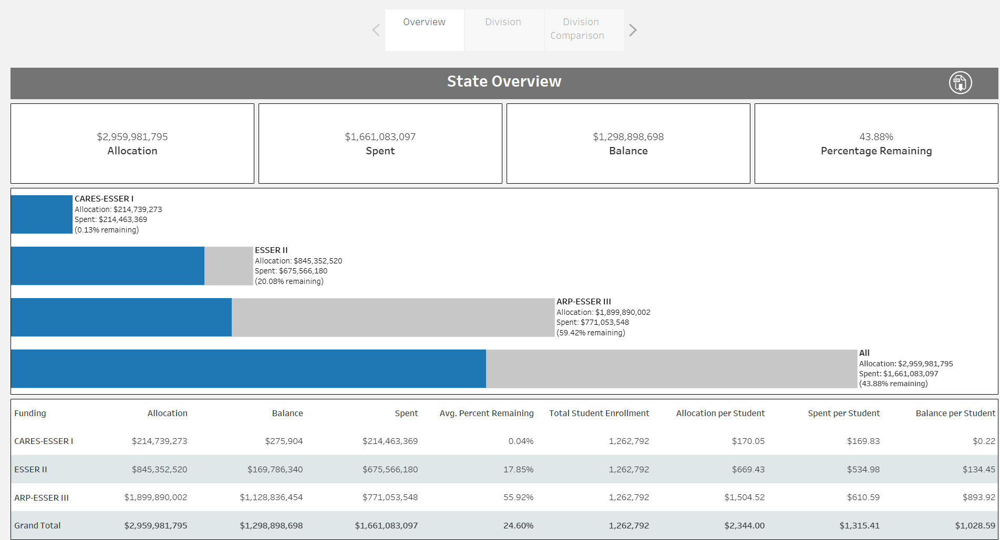 Overview
Division
Division
Comparison
State Overview
PDF
$2,959,981,795
Allocation
$1,661,083,097
Spent
$1,298,898,698
Balance
43.88%
Percentage Remaining
CARES-ESSER I
Allocation: $214,739,273
Spent: $214,463,369
(0.13% remaining)
ESSER II
Allocation: $845,352,520
Spent: $675,566,180
(20.08% remaining)
ARP-ESSER III
Allocation: $1,899,890,002
Spent: $771,053,548
(59.42% remaining)
All
Allocation: $2,959,981,795
Spent: $1,661,083,097
(43.88% remaining)
Funding Allocation Balance Spent Avg. Percent Remaining Total Student Enrollment Allocation per Student Spent per Student Balance per Student
CARES-ESSER I $214,739,273 $275,904 $214,463,369 0.04% 1,262,792 $170.05 $169.83 $0.22
ESSER II $845,352,520 $169,786,340 $675,566,180 17.85% 1,262,792 $669.43 $534.98 $134.45
ARP-ESSER III $1,899,890,002 $1,128,836,454 $771,053,548 55.92% 1,262,792 $1,504.52 $610.59 $893.92
Grand Total $2,959,981,795 $1,298,898,698 $1,661,083,097 24.60% 1,262,792 $2,344.00 $1,315.41 $1,028.59